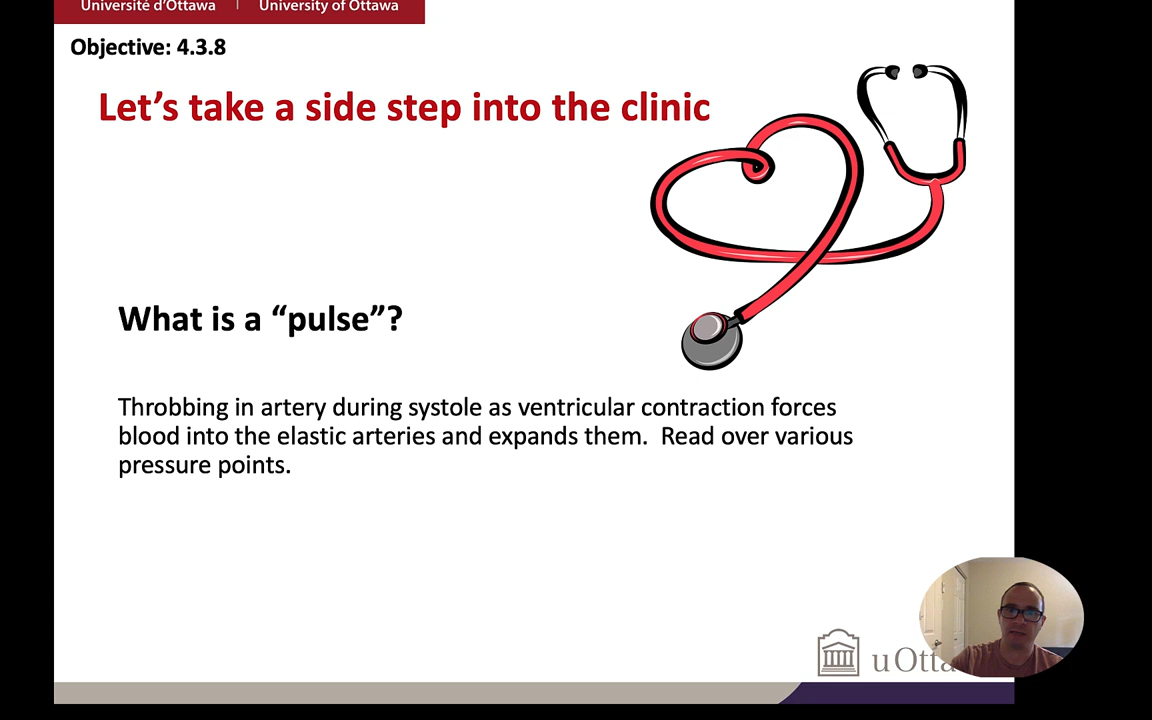 Université d'Ottawa | University of Ottawa
Objective: 4.3.8
Let's take a side step into the clinic
What is a “pulse”?
Throbbing in artery during systole as ventricular contraction forces
blood into the elastic arteries and expands them. Read over various
pressure points.